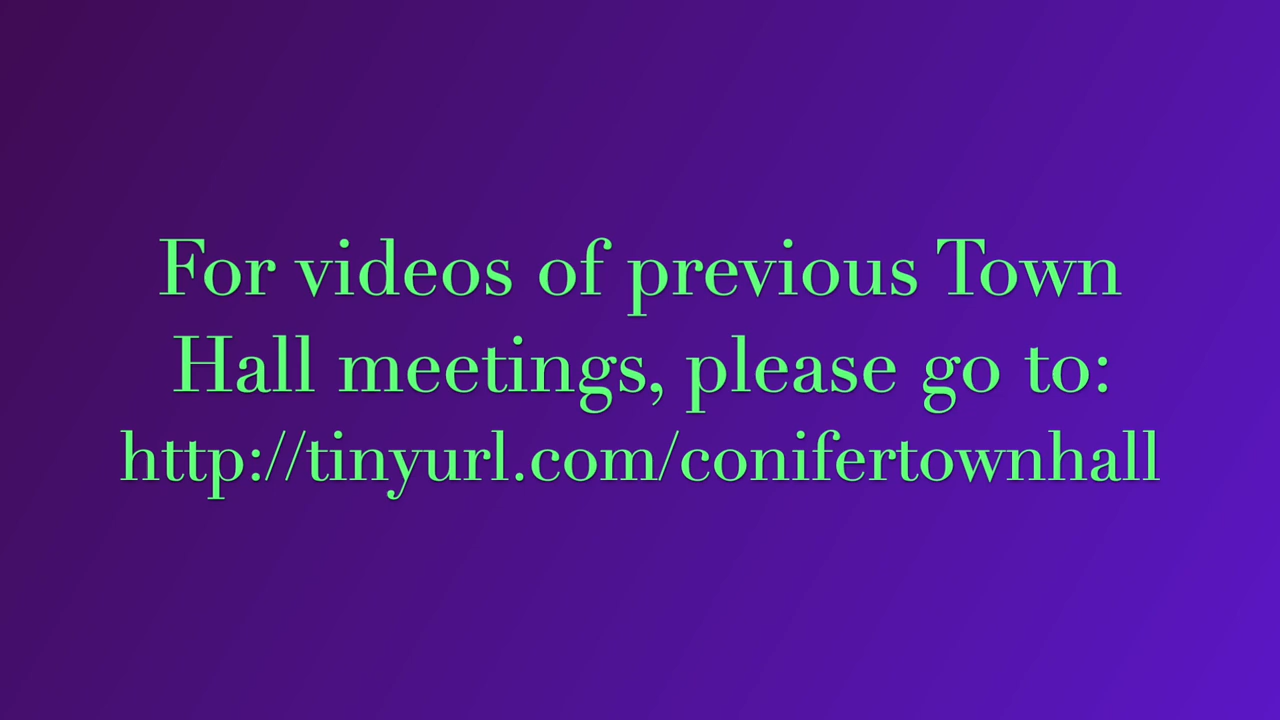 For videos of previous Town
Hall meetings, please go to:
http://tinyurl.com/conifertownhall